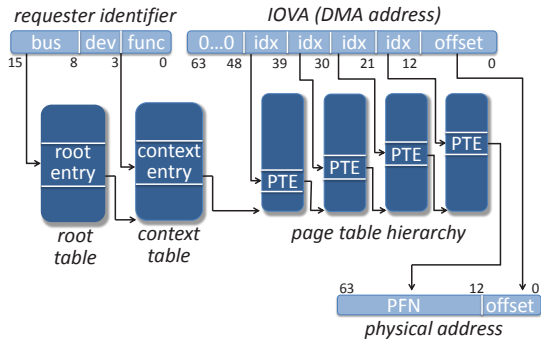 requester identifier
IOVA (DMA address)
bus dev func
0...0 idx idx idx idx offset
15 8 3 0
63 48 39 30 21 12 0
root entry
context entry
PTE PTE PTE PTE
root table
context table
page table hierarchy
63 12 0
PFN offset
physical address